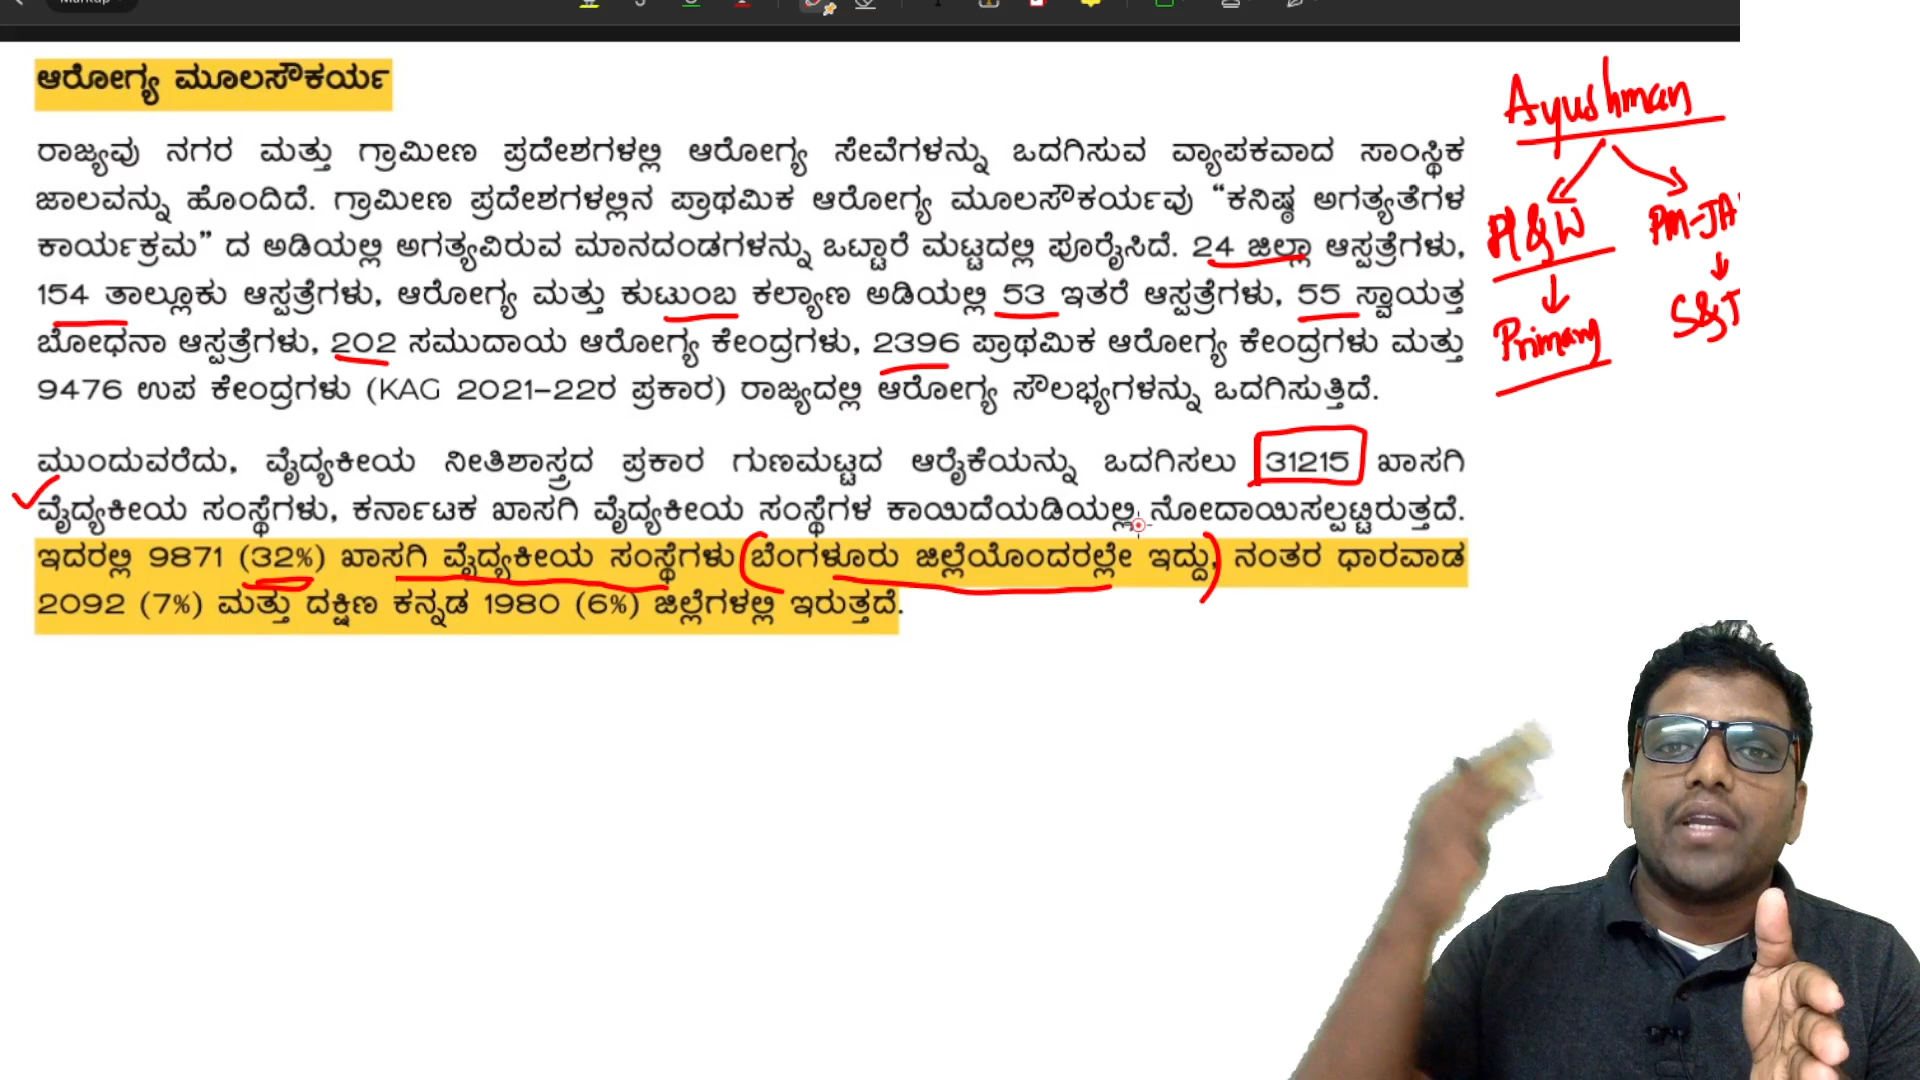 ಆರೋಗ್ಯ ಮೂಲಸೌಕರ್ಯ
ರಾಜ್ಯವು ನಗರ ಮತ್ತು ಗ್ರಾಮೀಣ ಪ್ರದೇಶಗಳಲ್ಲಿ ಆರೋಗ್ಯ ಸೇವೆಗಳನ್ನು ಒದಗಿಸುವ ವ್ಯಾಪಕವಾದ ಸಾಂಸ್ಥಿಕ
ಜಾಲವನ್ನು ಹೊಂದಿದೆ. ಗ್ರಾಮೀಣ ಪ್ರದೇಶಗಳಲ್ಲಿನ ಪ್ರಾಥಮಿಕ ಆರೋಗ್ಯ ಮೂಲಸೌಕರ್ಯವು “ಕನಿಷ್ಠ ಅಗತ್ಯತೆಗಳ
ಕಾರ್ಯಕ್ರಮ” ದ ಅಡಿಯಲ್ಲಿ ಅಗತ್ಯವಿರುವ ಮಾನದಂಡಗಳನ್ನು ಒಟ್ಟಾರೆ ಮಟ್ಟದಲ್ಲಿ ಪೂರೈಸಿದೆ. 24 ಜಿಲ್ಲಾ ಆಸ್ಪತ್ರೆಗಳು,
154 ತಾಲ್ಲೂಕು ಆಸ್ಪತ್ರೆಗಳು, ಆರೋಗ್ಯ ಮತ್ತು ಕುಟುಂಬ ಕಲ್ಯಾಣ ಅಡಿಯಲ್ಲಿ 53 ಇತರೆ ಆಸ್ಪತ್ರೆಗಳು, 55 ಸ್ವಾಯತ್ತ
ಬೋಧನಾ ಆಸ್ಪತ್ರೆಗಳು, 202 ಸಮುದಾಯ ಆರೋಗ್ಯ ಕೇಂದ್ರಗಳು, 2396 ಪ್ರಾಥಮಿಕ ಆರೋಗ್ಯ ಕೇಂದ್ರಗಳು ಮತ್ತು
9476 ಉಪ ಕೇಂದ್ರಗಳು (KAG 2021-22ರ ಪ್ರಕಾರ) ರಾಜ್ಯದಲ್ಲಿ ಆರೋಗ್ಯ ಸೌಲಭ್ಯಗಳನ್ನು ಒದಗಿಸುತ್ತಿದೆ.
ಮುಂದುವರೆದು, ವೈದ್ಯಕೀಯ ನೀತಿಶಾಸ್ತ್ರದ ಪ್ರಕಾರ ಗುಣಮಟ್ಟದ ಆರೈಕೆಯನ್ನು ಒದಗಿಸಲು 31215 ಖಾಸಗಿ
ವೈದ್ಯಕೀಯ ಸಂಸ್ಥೆಗಳು, ಕರ್ನಾಟಕ ಖಾಸಗಿ ವೈದ್ಯಕೀಯ ಸಂಸ್ಥೆಗಳ ಕಾಯಿದೆಯಡಿಯಲ್ಲಿ ನೋದಾಯಿಸಲ್ಪಟ್ಟಿರುತ್ತದೆ.
ಇದರಲ್ಲಿ 9871 (32%) ಖಾಸಗಿ ವೈದ್ಯಕೀಯ ಸಂಸ್ಥೆಗಳು ಬೆಂಗಳೂರು ಜಿಲ್ಲೆಯೊಂದರಲ್ಲೇ ಇದ್ದು, ನಂತರ ಧಾರವಾಡ
2092 (7%) ಮತ್ತು ದಕ್ಷಿಣ ಕನ್ನಡ 1980 (6%) ಜಿಲ್ಲೆಗಳಲ್ಲಿ ಇರುತ್ತದೆ.
Ayushman
H&W PM-JA
Primary S&T